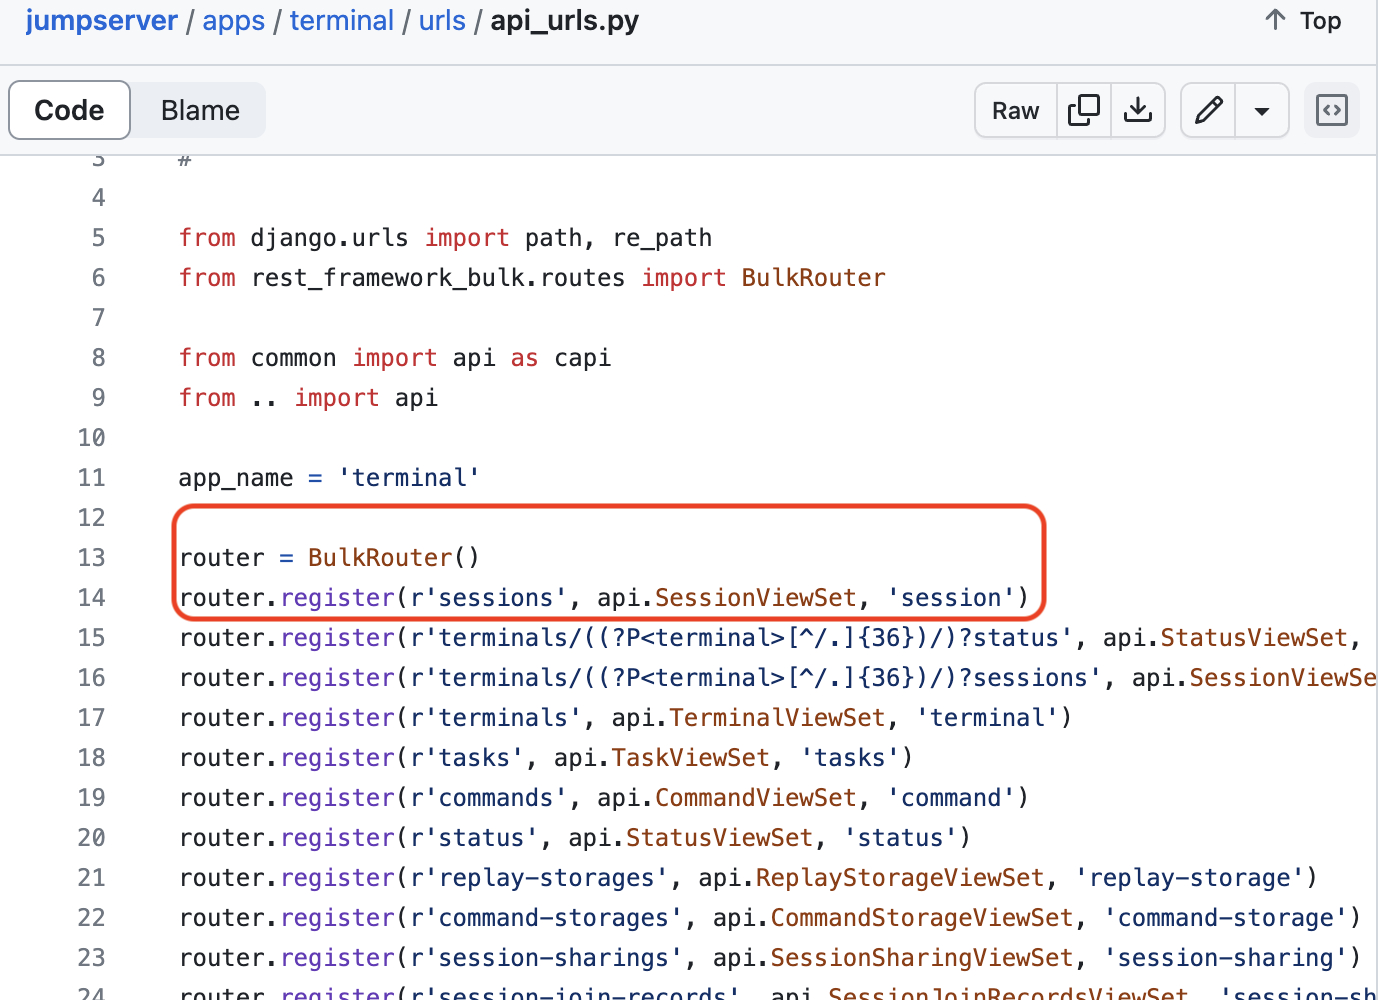 jumpserver / apps / terminal / urls / api_urls.py
Top
Code Blame Raw
3 #
4
5 from django.urls import path, re_path
6 from rest_framework_bulk.routes import BulkRouter
7
8 from common import api as capi
9 from .. import api
10
11 app_name = 'terminal'
12
13 router = BulkRouter()
14 router.register(r'sessions', api.SessionViewSet, 'session')
15 router.register(r'terminals/((?P<terminal>[^/.]{36})/)?status', api.StatusViewSet,
16 router.register(r'terminals/((?P<terminal>[^/.]{36})/)?sessions', api.SessionViewSe
17 router.register(r'terminals', api.TerminalViewSet, 'terminal')
18 router.register(r'tasks', api.TaskViewSet, 'tasks')
19 router.register(r'commands', api.CommandViewSet, 'command')
20 router.register(r'status', api.StatusViewSet, 'status')
21 router.register(r'replay-storages', api.ReplayStorageViewSet, 'replay-storage')
22 router.register(r'command-storages', api.CommandStorageViewSet, 'command-storage')
23 router.register(r'session-sharings', api.SessionSharingViewSet, 'session-sharing')
24 router.register(r'session-join-records', api.SessionJoinRecordsViewSet, 'session-sh